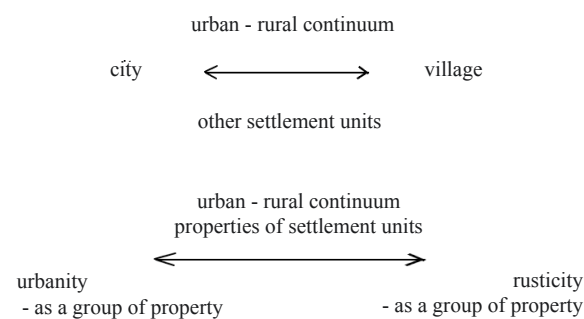 urban - rural continuum
city village
other settlement units
urban - rural continuum
properties of settlement units
urbanity rusticity
- as a group of property - as a group of property